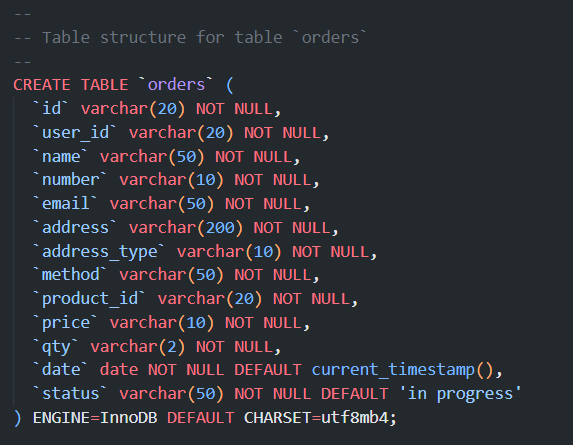 --
-- Table structure for table `orders`
--
CREATE TABLE `orders` (
  `id` varchar(20) NOT NULL,
  `user_id` varchar(20) NOT NULL,
  `name` varchar(50) NOT NULL,
  `number` varchar(10) NOT NULL,
  `email` varchar(50) NOT NULL,
  `address` varchar(200) NOT NULL,
  `address_type` varchar(10) NOT NULL,
  `method` varchar(50) NOT NULL,
  `product_id` varchar(20) NOT NULL,
  `price` varchar(10) NOT NULL,
  `qty` varchar(2) NOT NULL,
  `date` date NOT NULL DEFAULT current_timestamp(),
  `status` varchar(50) NOT NULL DEFAULT 'in progress'
) ENGINE=InnoDB DEFAULT CHARSET=utf8mb4;